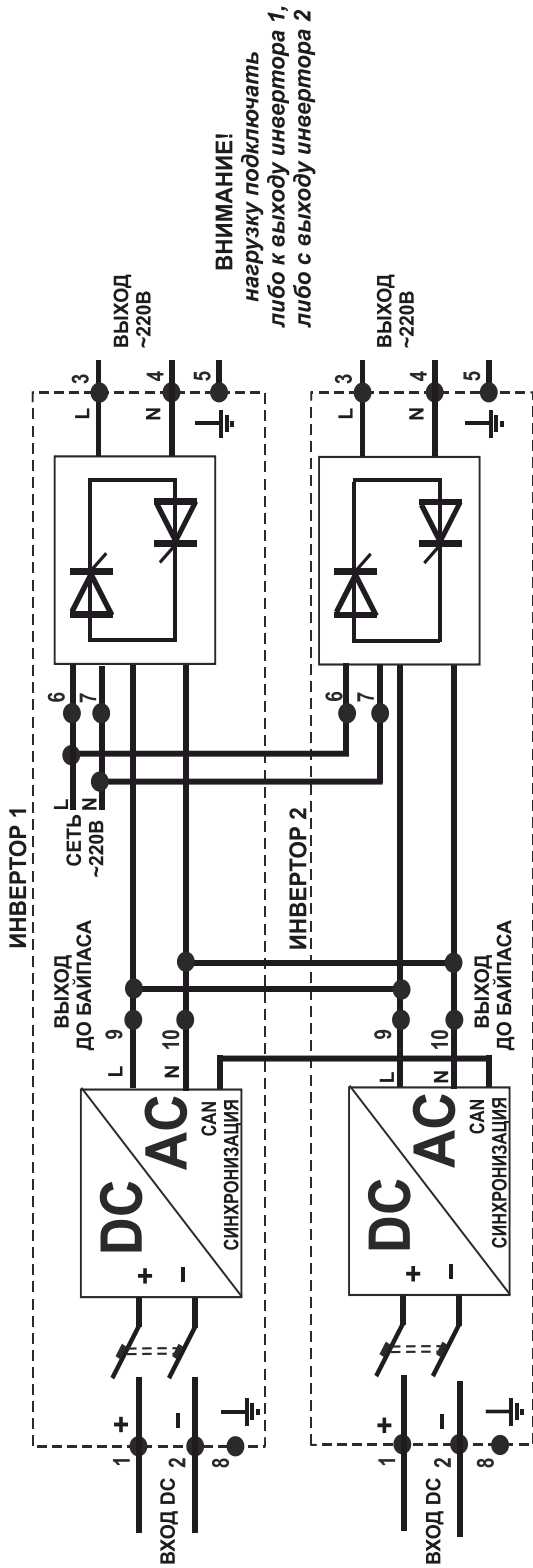 ИНВЕРТОР 1
ВХОД DC
1
+
2
–
8
+
–
DC
AC
CAN
СИНХРОНИЗАЦИЯ
ВЫХОД
ДО БАЙПАСА
9
L
10
N
СЕТЬ
~220В
L
N
6
7
L
3
N
4
5
ВЫХОД
~220В
ВНИМАНИЕ!
нагрузку подключать
либо к выходу инвертора 1,
либо с выходу инвертора 2
ИНВЕРТОР 2
ВХОД DC
1
+
2
–
8
+
–
DC
AC
CAN
СИНХРОНИЗАЦИЯ
9
L
10
N
ВЫХОД
ДО БАЙПАСА
6
7
L
3
N
4
5
ВЫХОД
~220В